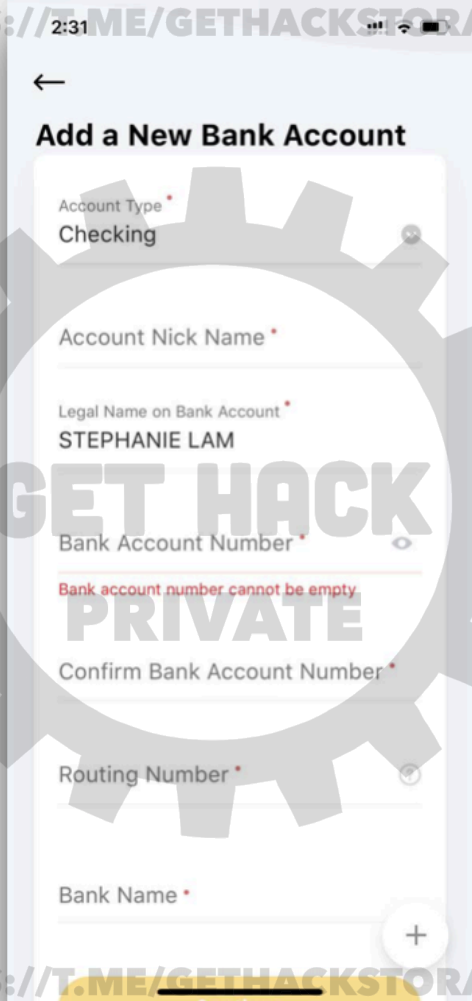 ://T.ME/GETHACKSTOR
2:31
Add a New Bank Account
Account Type *
Checking
Account Nick Name *
Legal Name on Bank Account *
STEPHANIE LAM
GET HACK
Bank Account Number *
Bank account number cannot be empty
PRIVATE
Confirm Bank Account Number *
Routing Number *
Bank Name *
+
://T.ME/GETHACKSTOR